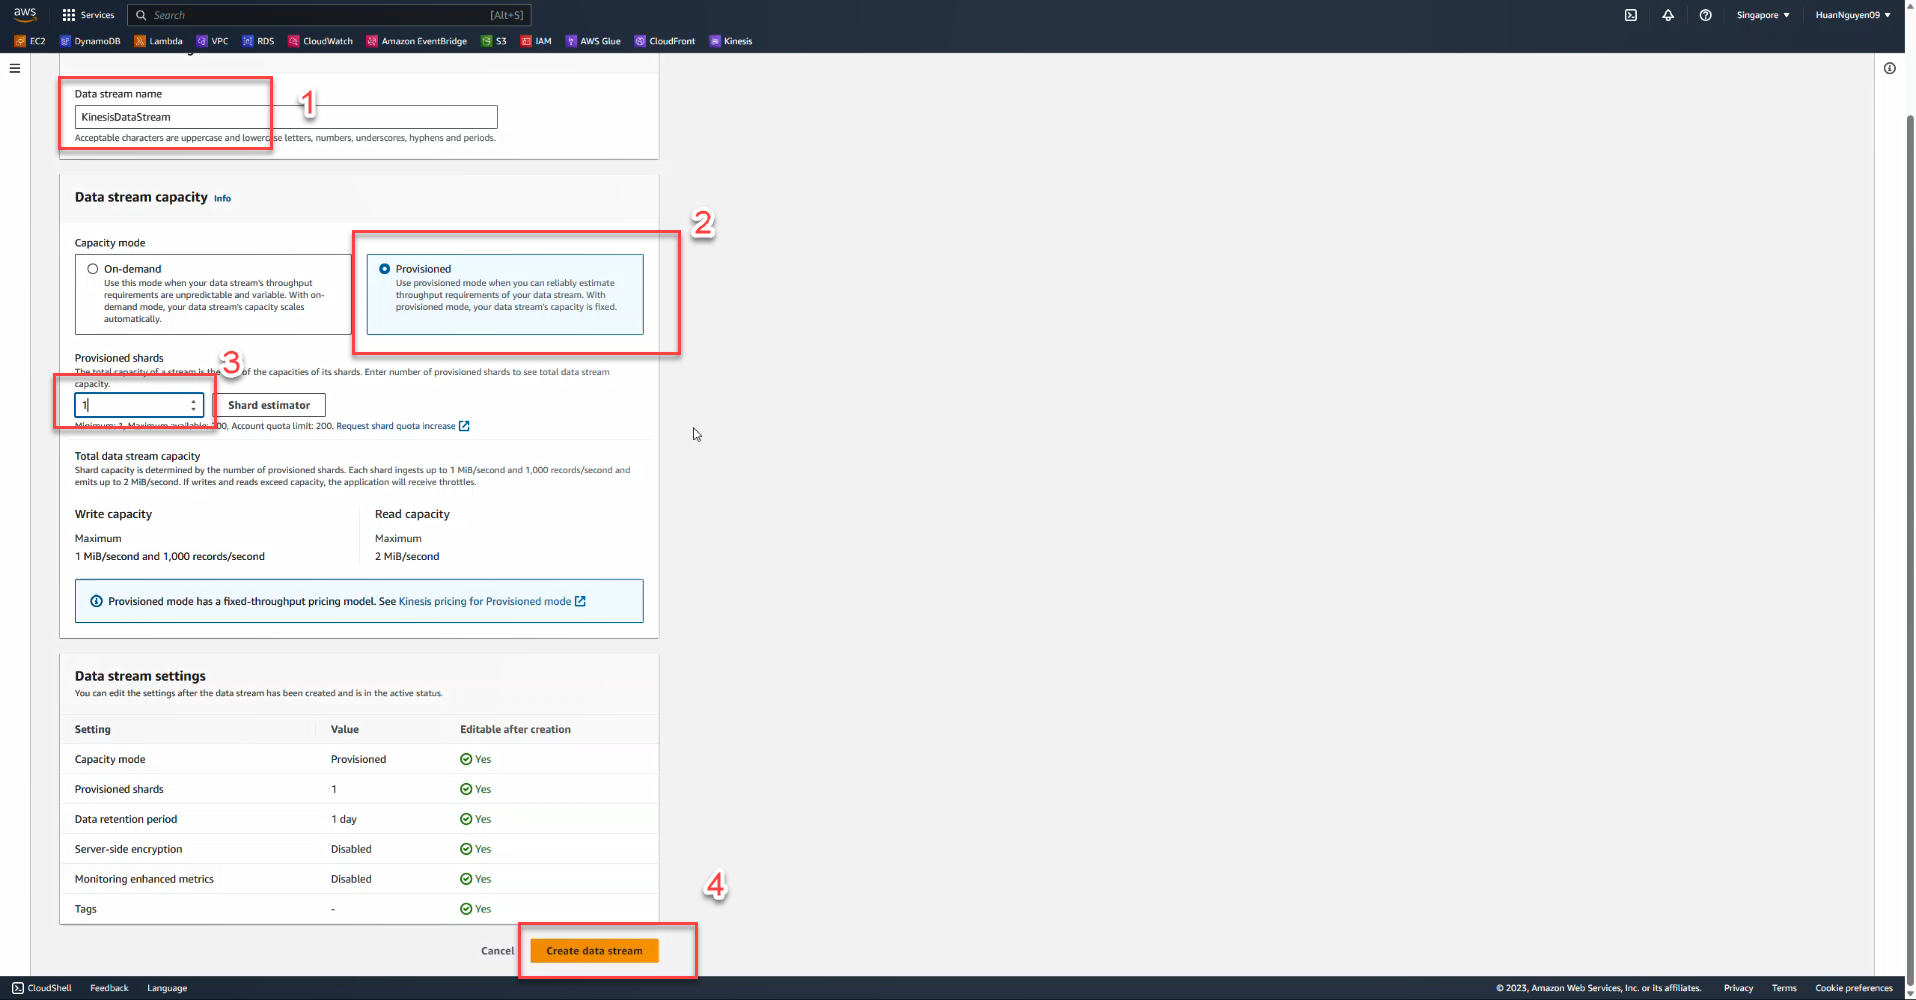 aws
Services
Search
[Alt+S]
Singapore
HuanNguyen09
EC2
DynamoDB
Lambda
VPC
RDS
CloudWatch
Amazon EventBridge
S3
IAM
AWS Glue
CloudFront
Kinesis
Data stream name
1
KinesisDataStream
Acceptable characters are uppercase and lowercase letters, numbers, underscores, hyphens and periods.
Data stream capacity Info
2
Capacity mode
On-demand
Use this mode when your data stream's throughput
requirements are unpredictable and variable. With on-
demand mode, your data stream's capacity scales
automatically.
Provisioned
Use provisioned mode when you can reliably estimate
throughput requirements of your data stream. With
provisioned mode, your data stream's capacity is fixed.
Provisioned shards
3
The total capacity of a stream is the of the capacities of its shards. Enter number of provisioned shards to see total data stream
capacity.
1
Shard estimator
Minimum: 1, Maximum available: 200, Account quota limit: 200. Request shard quota increase
Total data stream capacity
Shard capacity is determined by the number of provisioned shards. Each shard ingests up to 1 MiB/second and 1,000 records/second and
emits up to 2 MiB/second. If writes and reads exceed capacity, the application will receive throttles.
Write capacity
Maximum
1 MiB/second and 1,000 records/second
Read capacity
Maximum
2 MiB/second
Provisioned mode has a fixed-throughput pricing model. See Kinesis pricing for Provisioned mode
Data stream settings
You can edit the settings after the data stream has been created and is in the active status.
Setting Value Editable after creation
Capacity mode Provisioned Yes
Provisioned shards 1 Yes
Data retention period 1 day Yes
Server-side encryption Disabled Yes
Monitoring enhanced metrics Disabled Yes
Tags - Yes
4
Cancel
Create data stream
CloudShell
Feedback
Language
© 2023, Amazon Web Services, Inc. or its affiliates.
Privacy
Terms
Cookie preferences